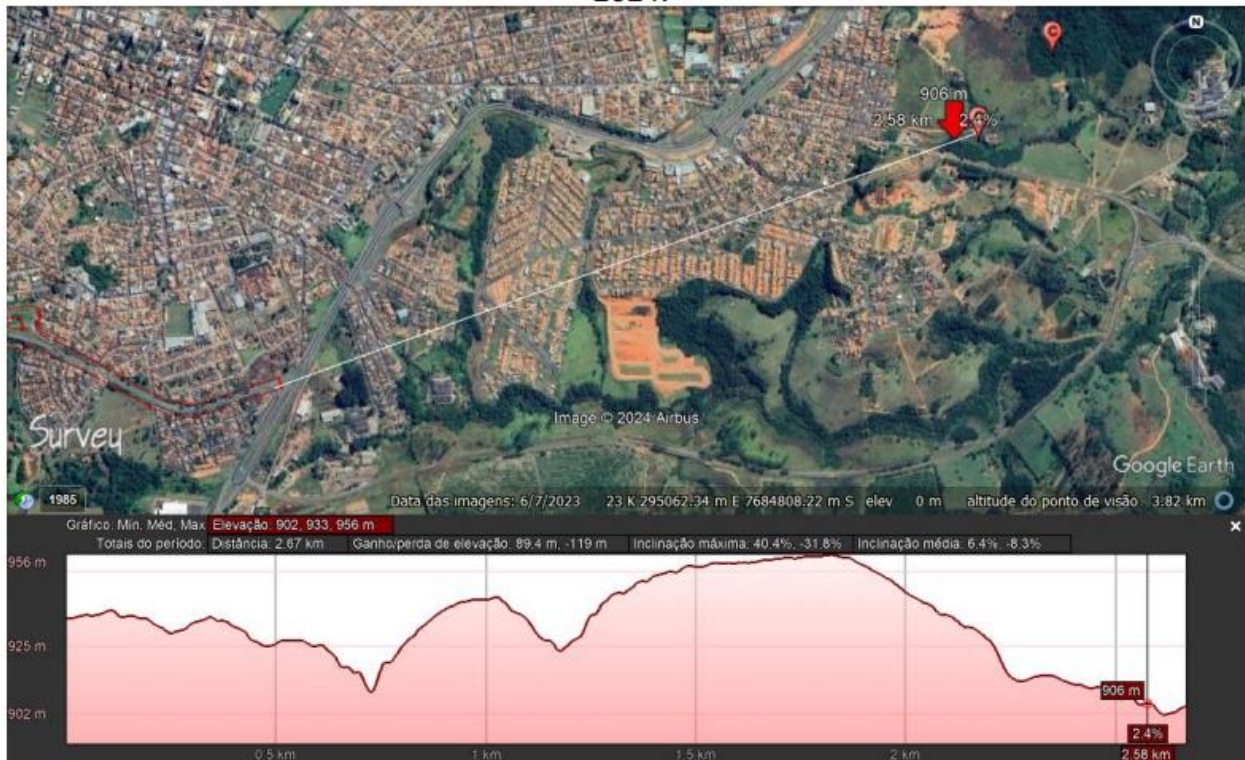 C
N
906 m
2.58 km 2.4%
Survey
Image © 2024 Airbus
Google Earth
1985
Data das imagens: 6/7/2023 23 K 295062.34 m E 7684808.22 m S elev 0 m altitude do ponto de visão 3.82 km
Gráfico: Mín, Méd, Max Elevação: 902, 933, 956 m
Totais do período: Distância: 2.67 km Ganho/perda de elevação: 89.4 m, -119 m Inclinação máxima: 40.4%, -31.8% Inclinação média: 6.4%, -8.3%
956 m
925 m
906 m
902 m
2.4%
0.5 km 1 km 1.5 km 2 km 2.58 km